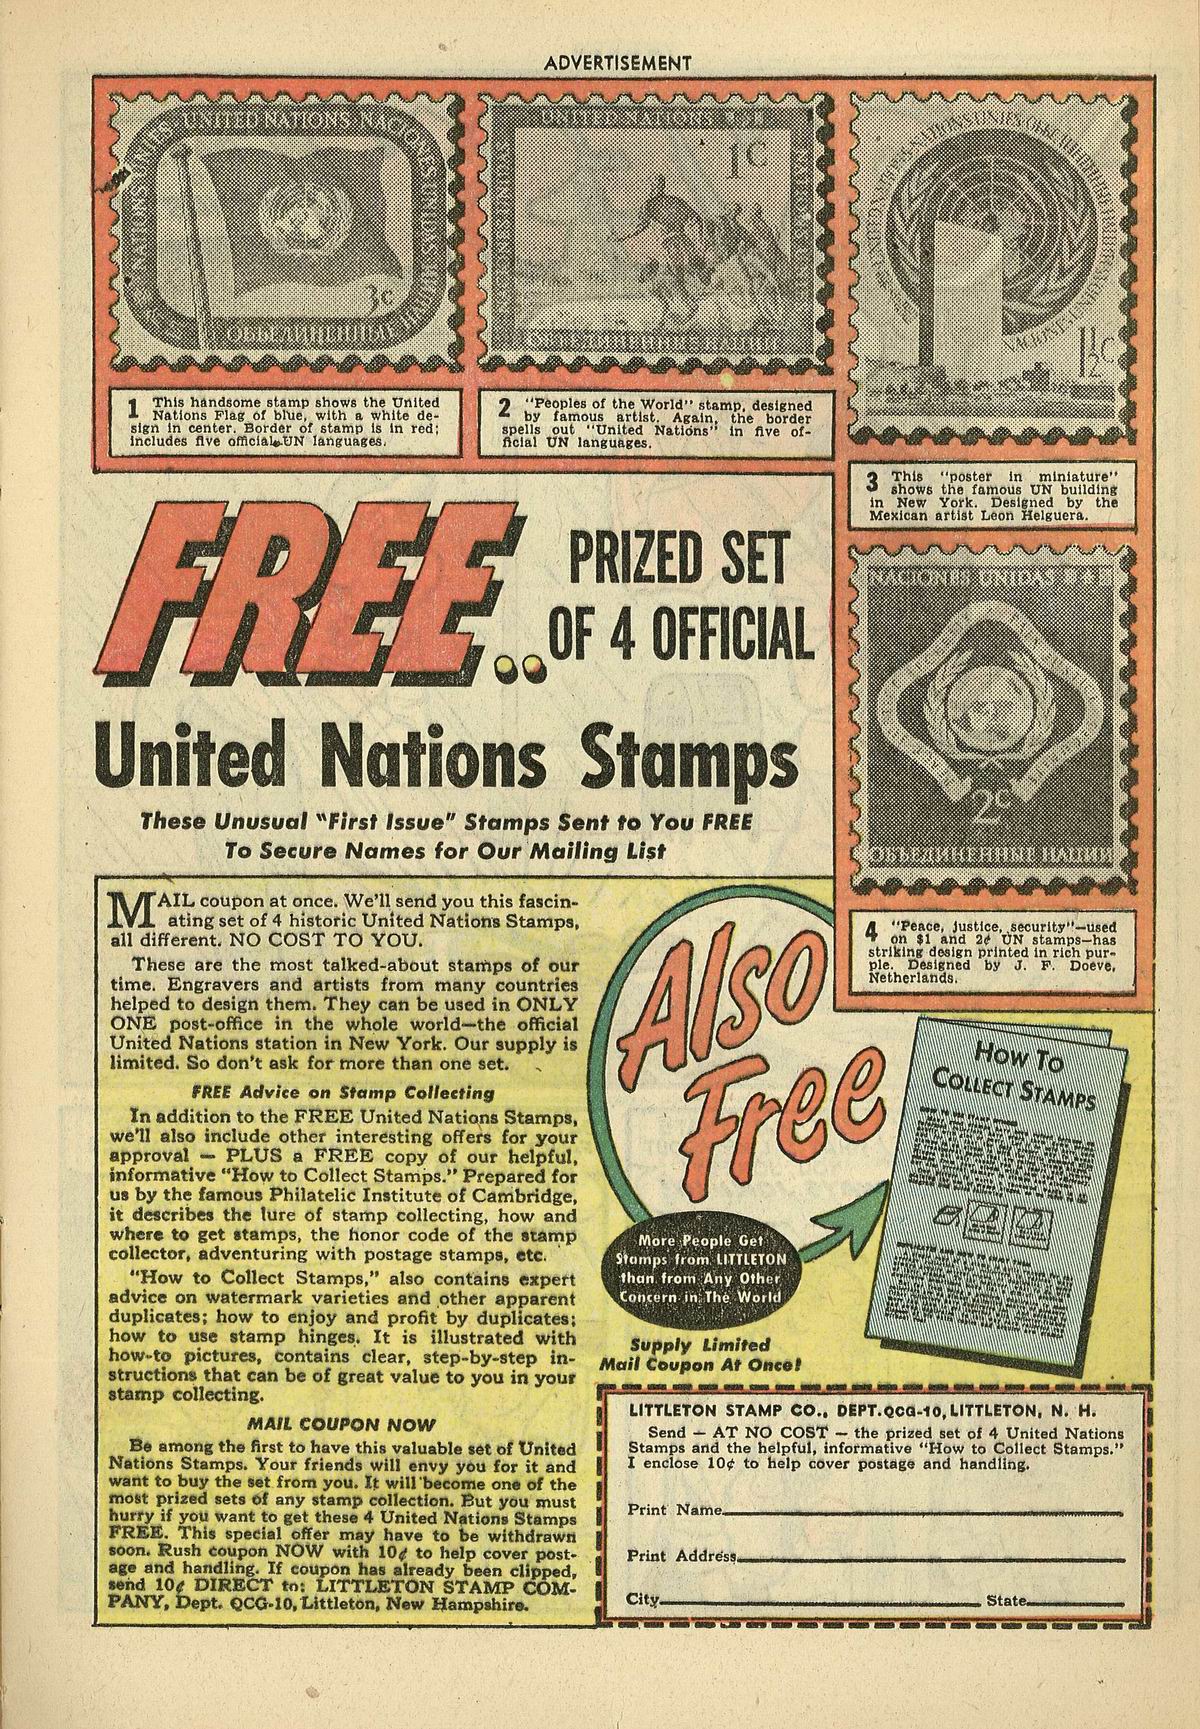 ADVERTISEMENT
UNITED NATIONS
3c
UNITED NATIONS
1c
1½c
NACIONES UNIDAS
2c
1 This handsome stamp shows the United
Nations Flag of blue, with a white de-
sign in center. Border of stamp is in red;
includes five official UN languages.
2 "Peoples of the World" stamp, designed
by famous artist. Again, the border
spells out "United Nations" in five of-
ficial UN languages.
3 This "poster in miniature"
shows the famous UN building
in New York. Designed by the
Mexican artist Leon Helguera.
FREE..
PRIZED SET
OF 4 OFFICIAL
United Nations Stamps
These Unusual "First Issue" Stamps Sent to You FREE
To Secure Names for Our Mailing List
4 "Peace, justice, security"—used
on $1 and 2¢ UN stamps—has
striking design printed in rich pur-
ple. Designed by J. F. Doeve,
Netherlands.
MAIL coupon at once. We'll send you this fascin-
ating set of 4 historic United Nations Stamps,
all different. NO COST TO YOU.
These are the most talked-about stamps of our
time. Engravers and artists from many countries
helped to design them. They can be used in ONLY
ONE post-office in the whole world—the official
United Nations station in New York. Our supply is
limited. So don't ask for more than one set.
FREE Advice on Stamp Collecting
In addition to the FREE United Nations Stamps,
we'll also include other interesting offers for your
approval — PLUS a FREE copy of our helpful,
informative "How to Collect Stamps." Prepared for
us by the famous Philatelic Institute of Cambridge,
it describes the lure of stamp collecting, how and
where to get stamps, the honor code of the stamp
collector, adventuring with postage stamps, etc.
"How to Collect Stamps," also contains expert
advice on watermark varieties and other apparent
duplicates; how to enjoy and profit by duplicates;
how to use stamp hinges. It is illustrated with
how-to pictures, contains clear, step-by-step in-
structions that can be of great value to you in your
stamp collecting.
MAIL COUPON NOW
Be among the first to have this valuable set of United
Nations Stamps. Your friends will envy you for it and
want to buy the set from you. It will become one of the
most prized sets of any stamp collection. But you must
hurry if you want to get these 4 United Nations Stamps
FREE. This special offer may have to be withdrawn
soon. Rush coupon NOW with 10¢ to help cover post-
age and handling. If coupon has already been clipped,
send 10¢ DIRECT to: LITTLETON STAMP COM-
PANY, Dept. QCG-10, Littleton, New Hampshire.
Also
Free
How To
Collect Stamps
More People Get
Stamps from LITTLETON
than from Any Other
Concern in The World
Supply Limited
Mail Coupon At Once!
LITTLETON STAMP CO., DEPT. QCG-10, LITTLETON, N. H.
Send — AT NO COST — the prized set of 4 United Nations
Stamps and the helpful, informative "How to Collect Stamps."
I enclose 10¢ to help cover postage and handling.
Print Name
Print Address
City State